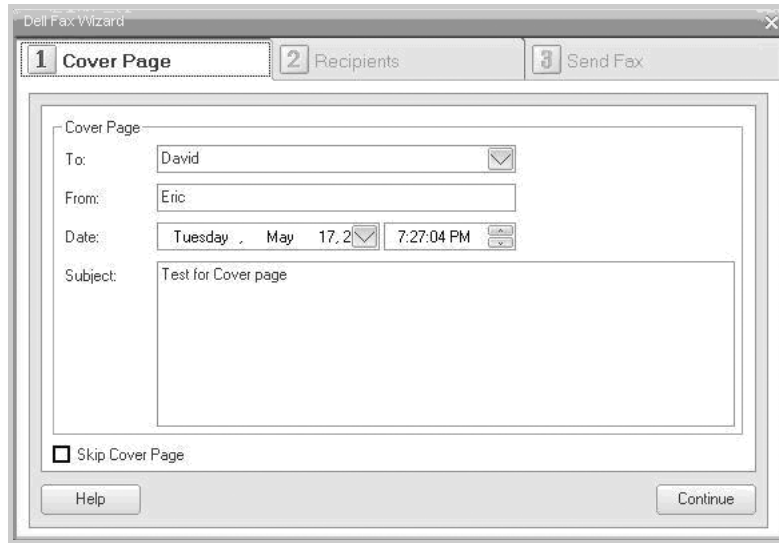 Dell Fax Wizard
1 Cover Page
2 Recipients
3 Send Fax
Cover Page
To: David
From: Eric
Date: Tuesday , May 17, 2 7:27:04 PM
Subject: Test for Cover page
Skip Cover Page
Help Continue